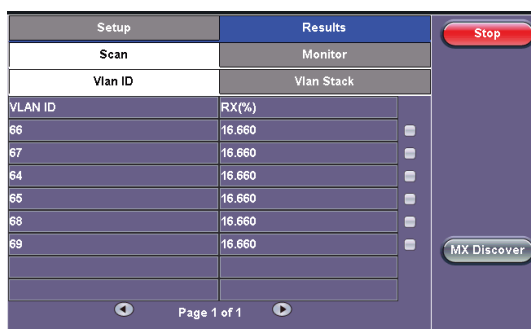 Setup Results Stop
Scan Monitor
Vlan ID Vlan Stack
VLAN ID RX(%)
66 16.660
67 16.660
64 16.660
65 16.660
68 16.660
69 16.660
MX Discover
Page 1 of 1